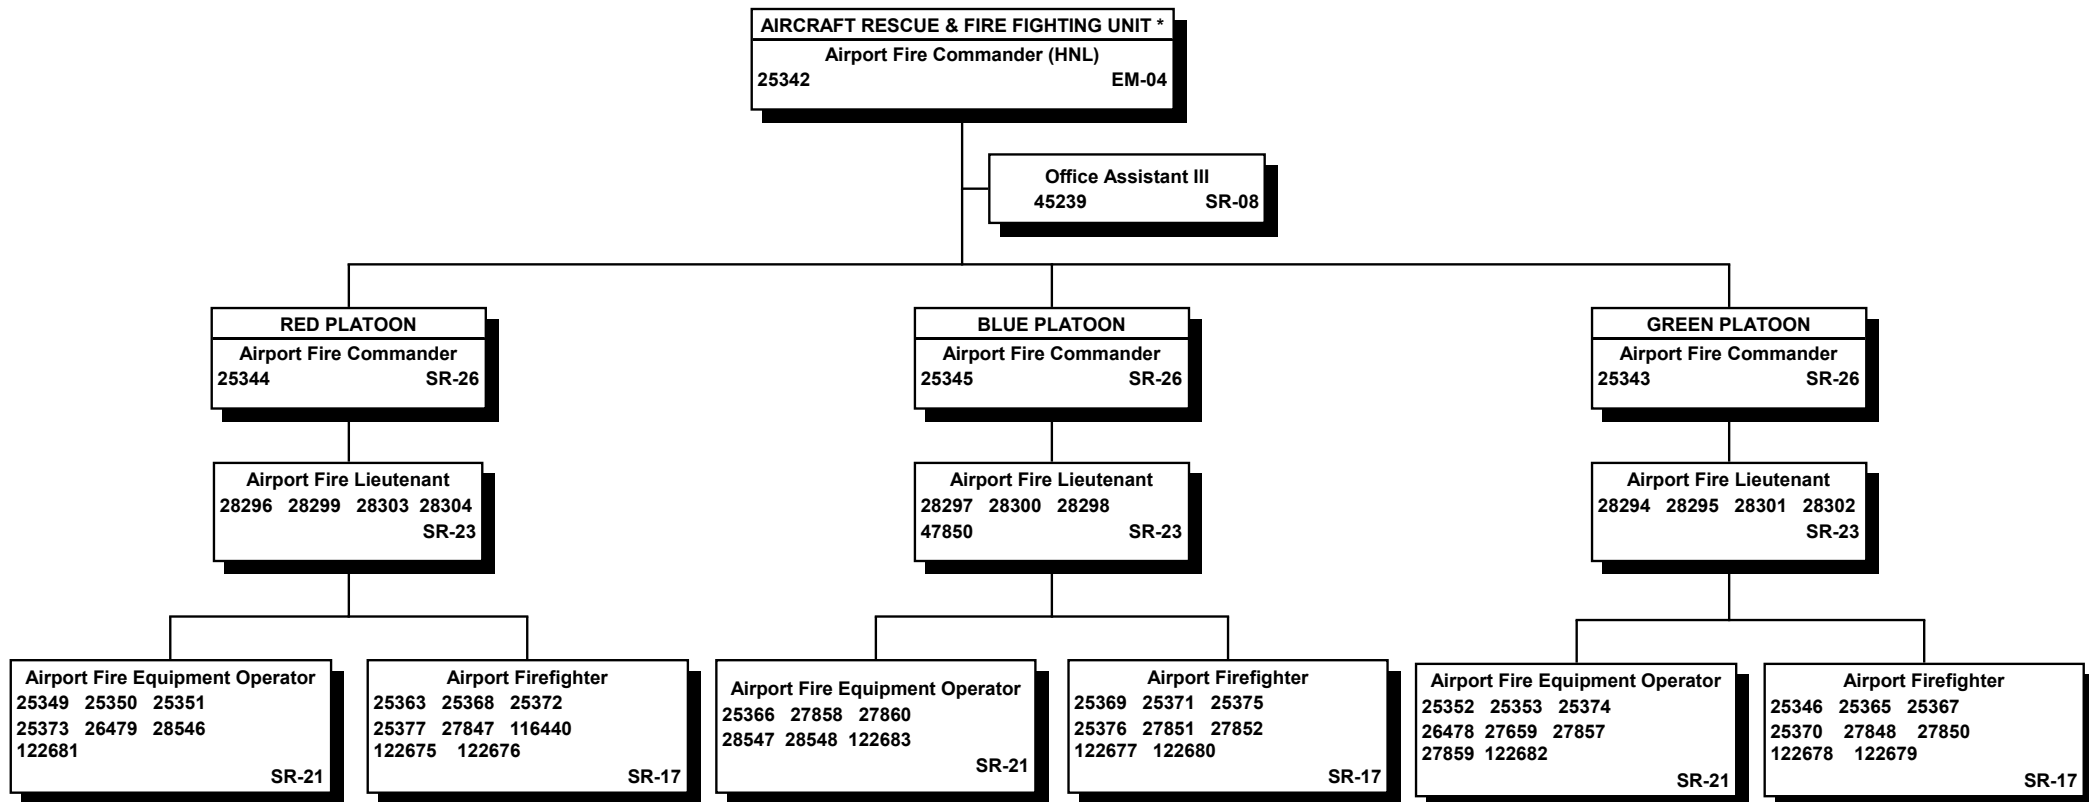 AIRCRAFT RESCUE & FIRE FIGHTING UNIT *
Airport Fire Commander (HNL)
25342 EM-04
Office Assistant III
45239 SR-08
RED PLATOON
Airport Fire Commander
25344 SR-26
BLUE PLATOON
Airport Fire Commander
25345 SR-26
GREEN PLATOON
Airport Fire Commander
25343 SR-26
Airport Fire Lieutenant
28296 28299 28303 28304
SR-23
Airport Fire Lieutenant
28297 28300 28298
47850 SR-23
Airport Fire Lieutenant
28294 28295 28301 28302
SR-23
Airport Fire Equipment Operator
25349 25350 25351
25373 26479 28546
122681
SR-21
Airport Firefighter
25363 25368 25372
25377 27847 116440
122675 122676
SR-17
Airport Fire Equipment Operator
25366 27858 27860
28547 28548 122683
SR-21
Airport Firefighter
25369 25371 25375
25376 27851 27852
122677 122680
SR-17
Airport Fire Equipment Operator
25352 25353 25374
26478 27659 27857
27859 122682
SR-21
Airport Firefighter
25346 25365 25367
25370 27848 27850
122678 122679
SR-17